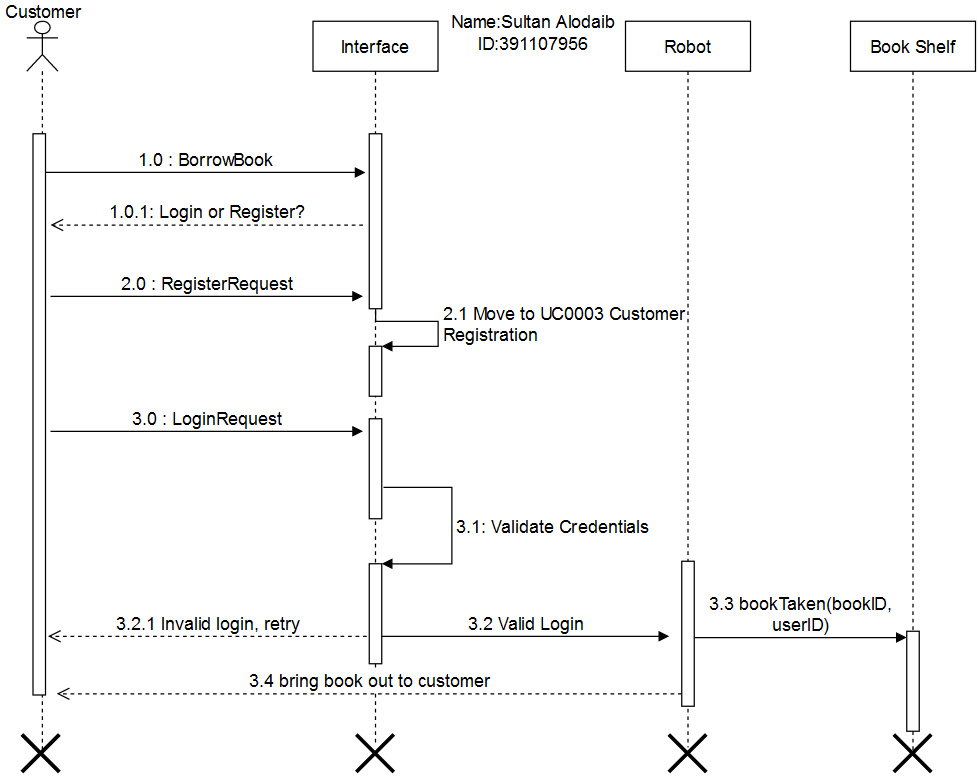 Customer
Interface
Name:Sultan Alodaib
ID:391107956
Robot
Book Shelf
1.0 : BorrowBook
1.0.1: Login or Register?
2.0 : RegisterRequest
2.1 Move to UC0003 Customer
Registration
3.0 : LoginRequest
3.1: Validate Credentials
3.3 bookTaken(bookID,
userID)
3.2.1 Invalid login, retry
3.2 Valid Login
3.4 bring book out to customer